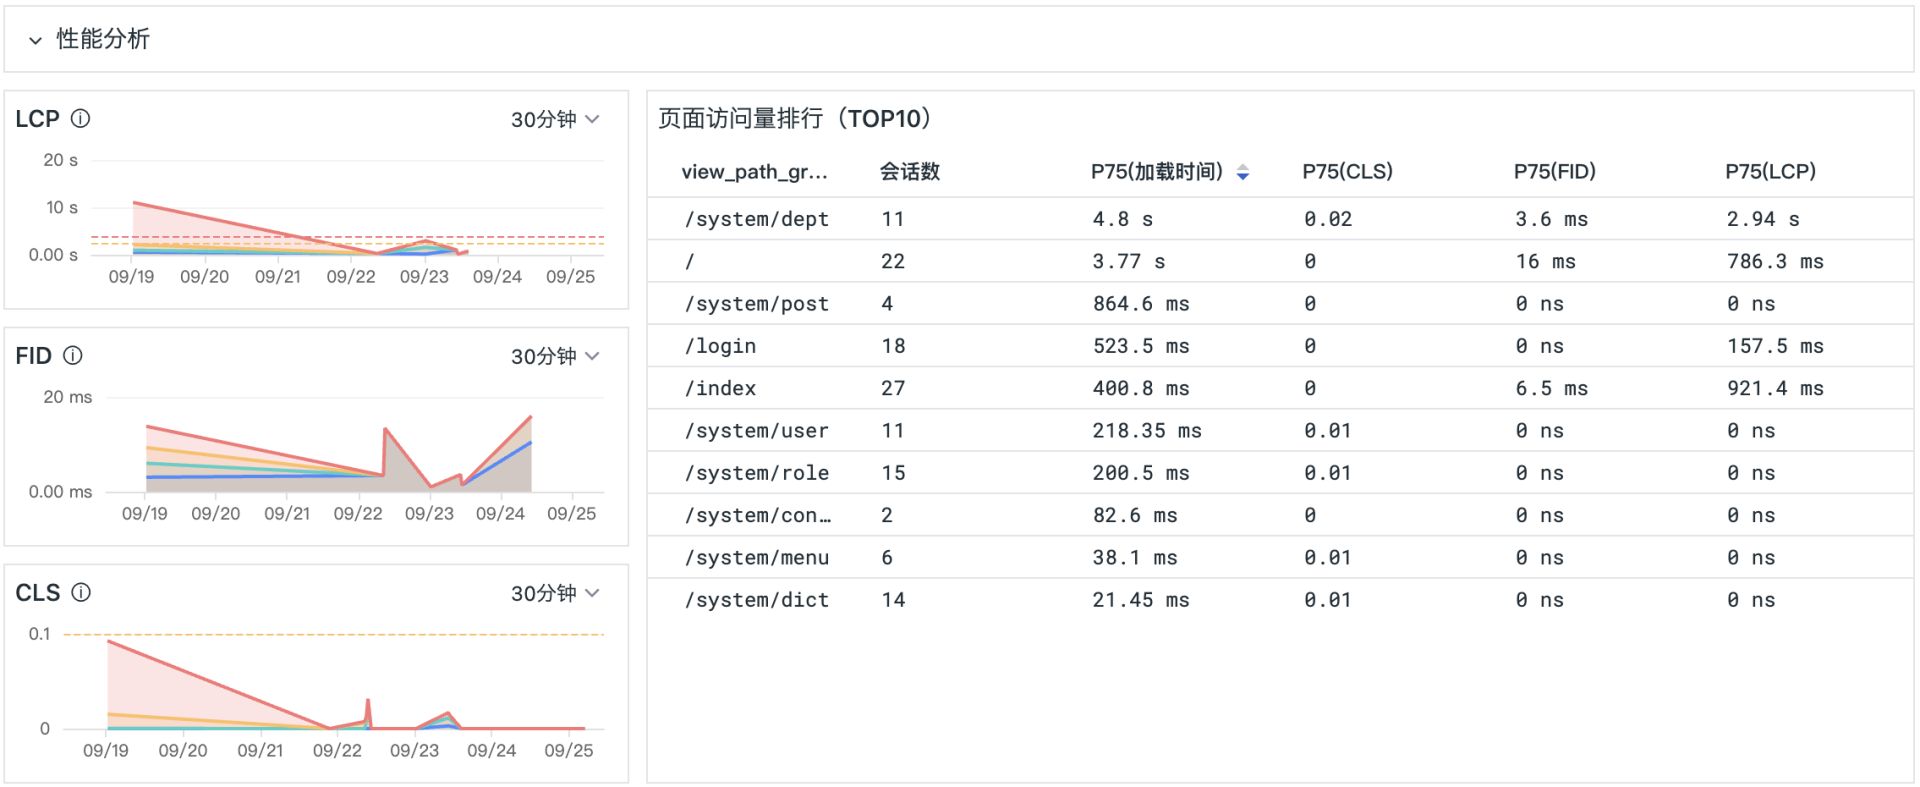 性能分析
LCP 30分钟
20 s
10 s
0.00 s
09/19 09/20 09/21 09/22 09/23 09/24 09/25
FID 30分钟
20 ms
0.00 ms
09/19 09/20 09/21 09/22 09/23 09/24 09/25
CLS 30分钟
0.1
0
09/19 09/20 09/21 09/22 09/23 09/24 09/25
页面访问量排行（TOP10）
view_path_gr... 会话数 P75(加载时间) P75(CLS) P75(FID) P75(LCP)
/system/dept 11 4.8 s 0.02 3.6 ms 2.94 s
/ 22 3.77 s 0 16 ms 786.3 ms
/system/post 4 864.6 ms 0 0 ns 0 ns
/login 18 523.5 ms 0 0 ns 157.5 ms
/index 27 400.8 ms 0 6.5 ms 921.4 ms
/system/user 11 218.35 ms 0.01 0 ns 0 ns
/system/role 15 200.5 ms 0.01 0 ns 0 ns
/system/con… 2 82.6 ms 0 0 ns 0 ns
/system/menu 6 38.1 ms 0.01 0 ns 0 ns
/system/dict 14 21.45 ms 0.01 0 ns 0 ns